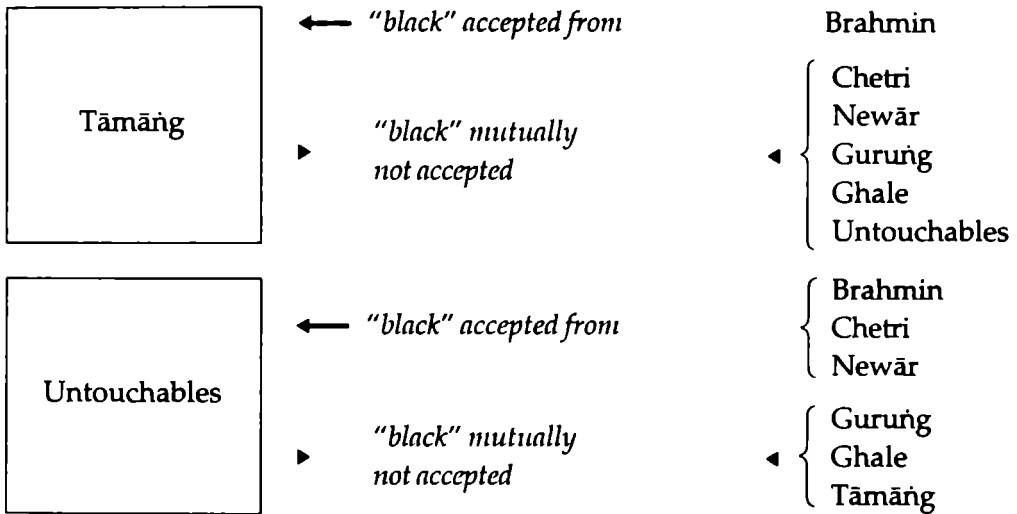 "black" accepted from Brahmin
Tāmāṅg
"black" mutually
not accepted
Chetri
Newār
Guruṅg
Ghale
Untouchables
Untouchables
"black" accepted from
Brahmin
Chetri
Newār
"black" mutually
not accepted
Guruṅg
Ghale
Tāmāṅg